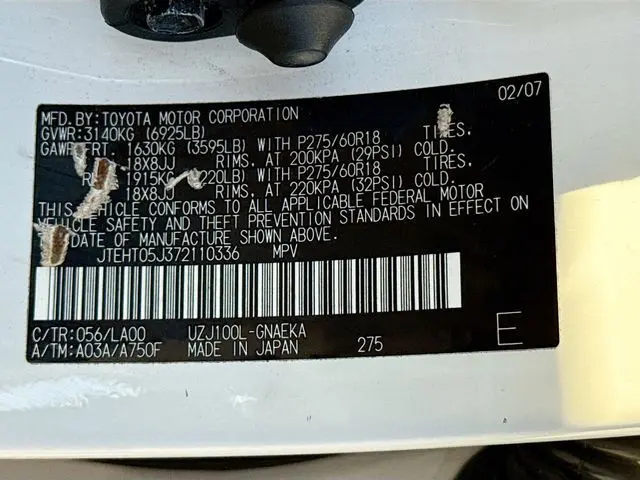 MFD.BY:TOYOTA MOTOR CORPORATION 02/07
GVWR:3140KG (6925LB)
GAWR:FRT. 1630KG (3595LB) WITH P275/60R18 TIRES,
18X8JJ RIMS, AT 200KPA (29PSI) COLD.
1915KG 220LB) WITH P275/60R18 TIRES,
18X8JJ RIMS, AT 220KPA (32PSI) COLD.
THIS VEHICLE CONFORMS TO ALL APPLICABLE FEDERAL MOTOR
VEHICLE SAFETY AND THEFT PREVENTION STANDARDS IN EFFECT ON
DATE OF MANUFACTURE SHOWN ABOVE.
JTEHT05J372110336 MPV
C/TR:056/LA00 UZJ100L-GNAEKA
A/TM:A03A/A750F MADE IN JAPAN 275 E